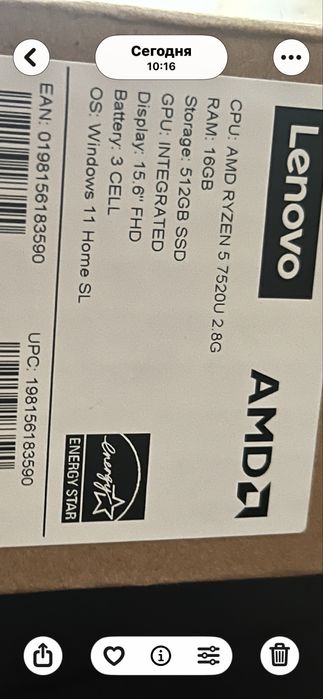 Сегодня
10:16
Lenovo
AMD
CPU: AMD RYZEN 5 7520U 2.8G
RAM: 16GB
Storage: 512GB SSD
GPU: INTEGRATED
Display: 15.6" FHD
Battery: 3 CELL
OS: Windows 11 Home SL
energy
ENERGY STAR
EAN: 0198156183590
UPC: 198156183590